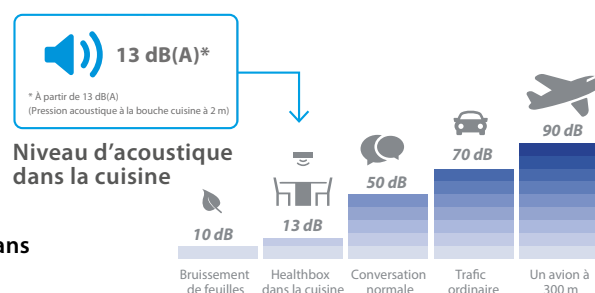 13 dB(A)*
* À partir de 13 dB(A)
(Pression acoustique à la bouche cuisine à 2 m)
Niveau d'acoustique
dans la cuisine
ans
10 dB
13 dB
50 dB
70 dB
90 dB
Bruissement
de feuilles
Healthbox
dans la cuisine
Conversation
normale
Trafic
ordinaire
Un avion à
300 m